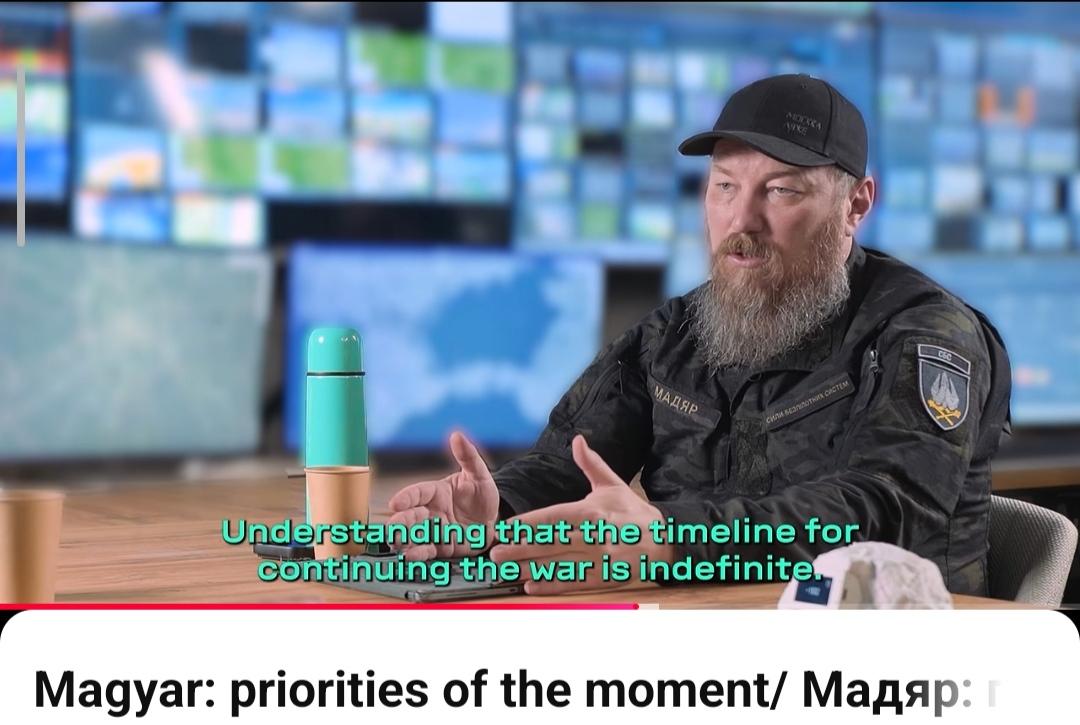 МАДЯР
СИЛИ БЕЗПІЛОТНИХ СИСТЕМ
СБС
Understanding that the timeline for
continuing the war is indefinite.
Magyar: priorities of the moment/ Мадяр: